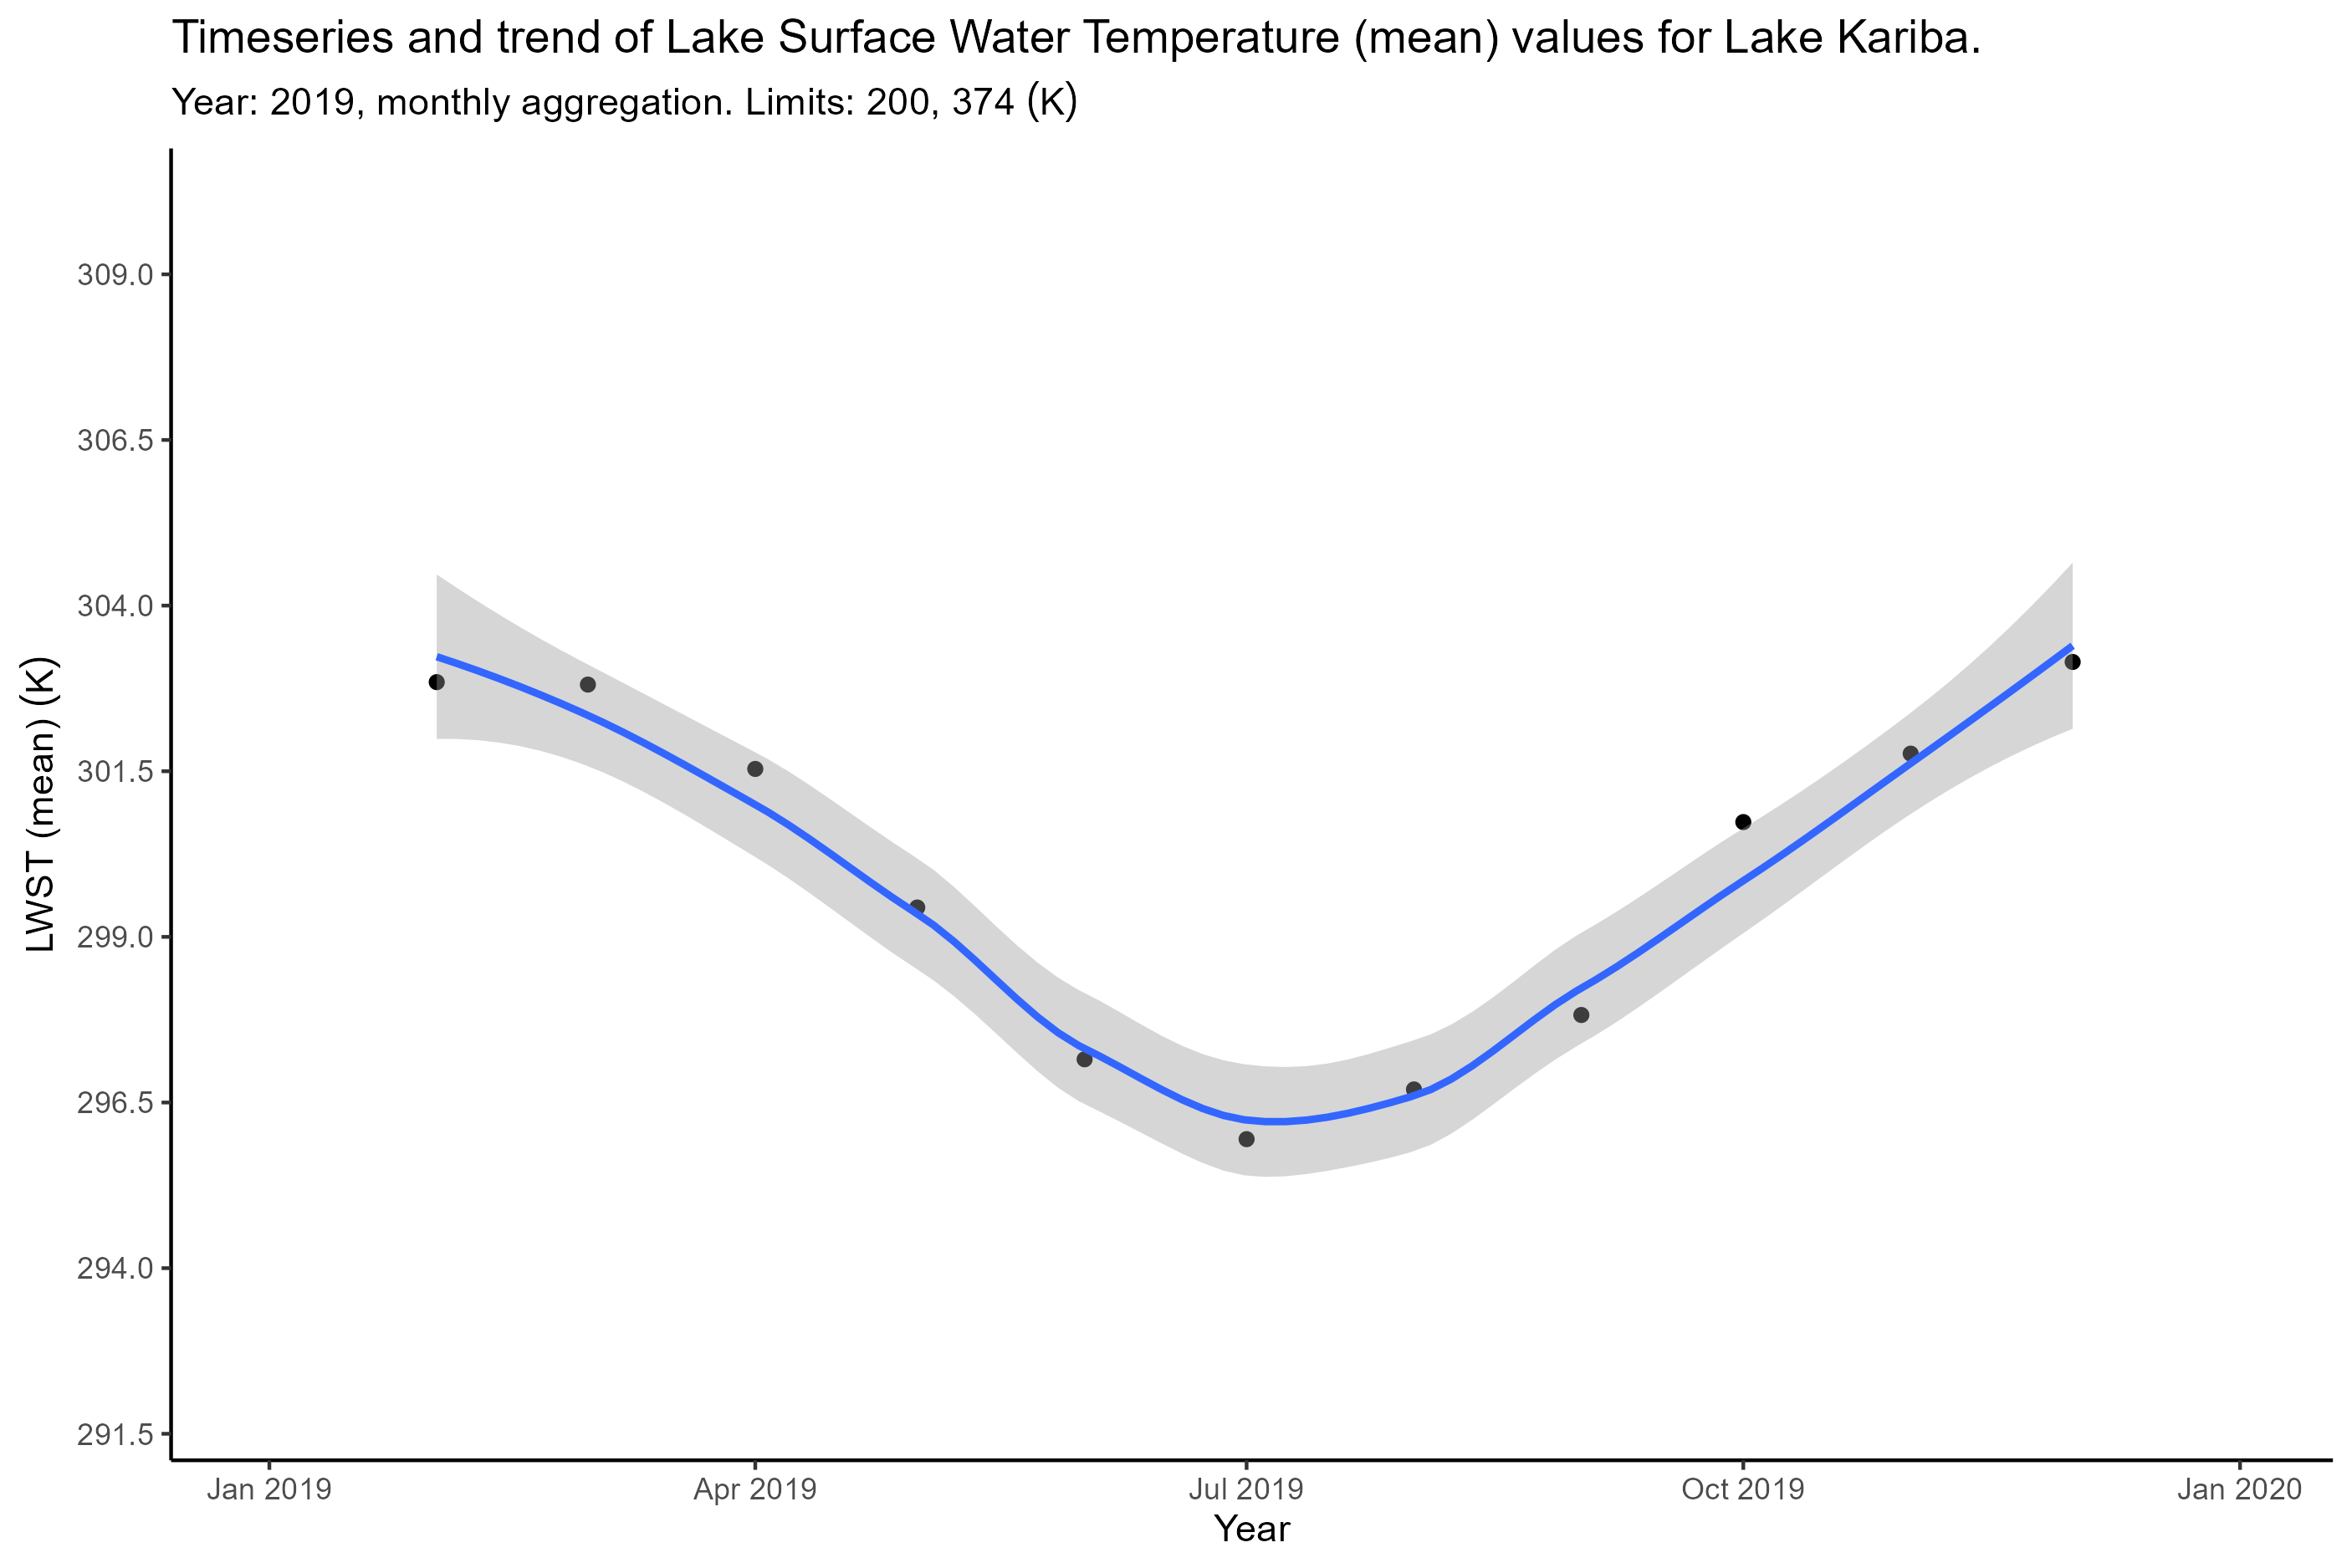 Timeseries and trend of Lake Surface Water Temperature (mean) values for Lake Kariba.
Year: 2019, monthly aggregation. Limits: 200, 374 (K)
LWST (mean) (K)
309.0
306.5
304.0
301.5
299.0
296.5
294.0
291.5
Jan 2019 Apr 2019 Jul 2019 Oct 2019 Jan 2020
Year